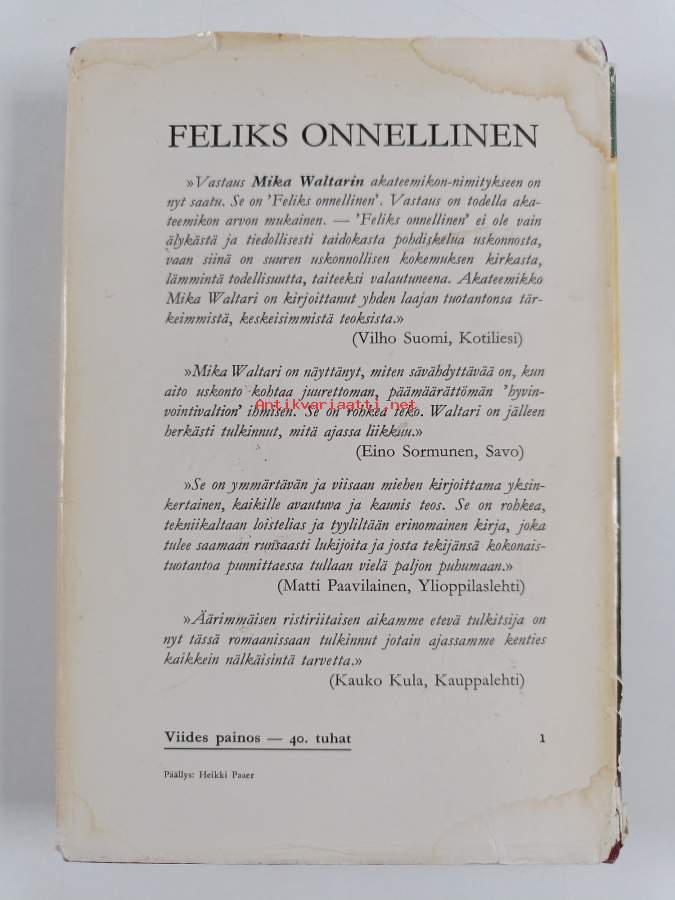 FELIKS ONNELLINEN
»Vastaus Mika Waltarin akateemikon-nimitykseen on
nyt saatu. Se on 'Feliks onnellinen'. Vastaus on todella aka-
teemikon arvon mukainen. — 'Feliks onnellinen' ei ole vain
älykästä ja tiedollisesti taidokasta pohdiskelua uskonnosta,
vaan siinä on suuren uskonnollisen kokemuksen kirkasta,
lämmintä todellisuutta, taiteeksi valautuneena. Akateemikko
Mika Waltari on kirjoittanut yhden laajan tuotantonsa tär-
keimmistä, keskeisimmistä teoksista.»
(Vilho Suomi, Kotiliesi)
»Mika Waltari on näyttänyt, miten sävähdyttävää on, kun
aito uskonto kohtaa juurettoman, päämäärättömän 'hyvin-
vointivaltion' ihmisen. Se on rohkea teko. Waltari on jälleen
herkästi tulkinnut, mitä ajassa liikkuu.»
Antikvariaatti.net
(Eino Sormunen, Savo)
»Se on ymmärtävän ja viisaan miehen kirjoittama yksin-
kertainen, kaikille avautuva ja kaunis teos. Se on rohkea,
tekniikaltaan loistelias ja tyyliltään erinomainen kirja, joka
tulee saamaan runsaasti lukijoita ja josta tekijänsä kokonais-
tuotantoa punnittaessa tullaan vielä paljon puhumaan.»
(Matti Paavilainen, Ylioppilaslehti)
»Äärimmäisen ristiriitaisen aikamme etevä tulkitsija on
nyt tässä romaanissaan tulkinnut jotain ajassamme kenties
kaikkein nälkäisintä tarvetta.»
(Kauko Kula, Kauppalehti)
Viides painos — 40. tuhat 1
Päällys: Heikki Paaer